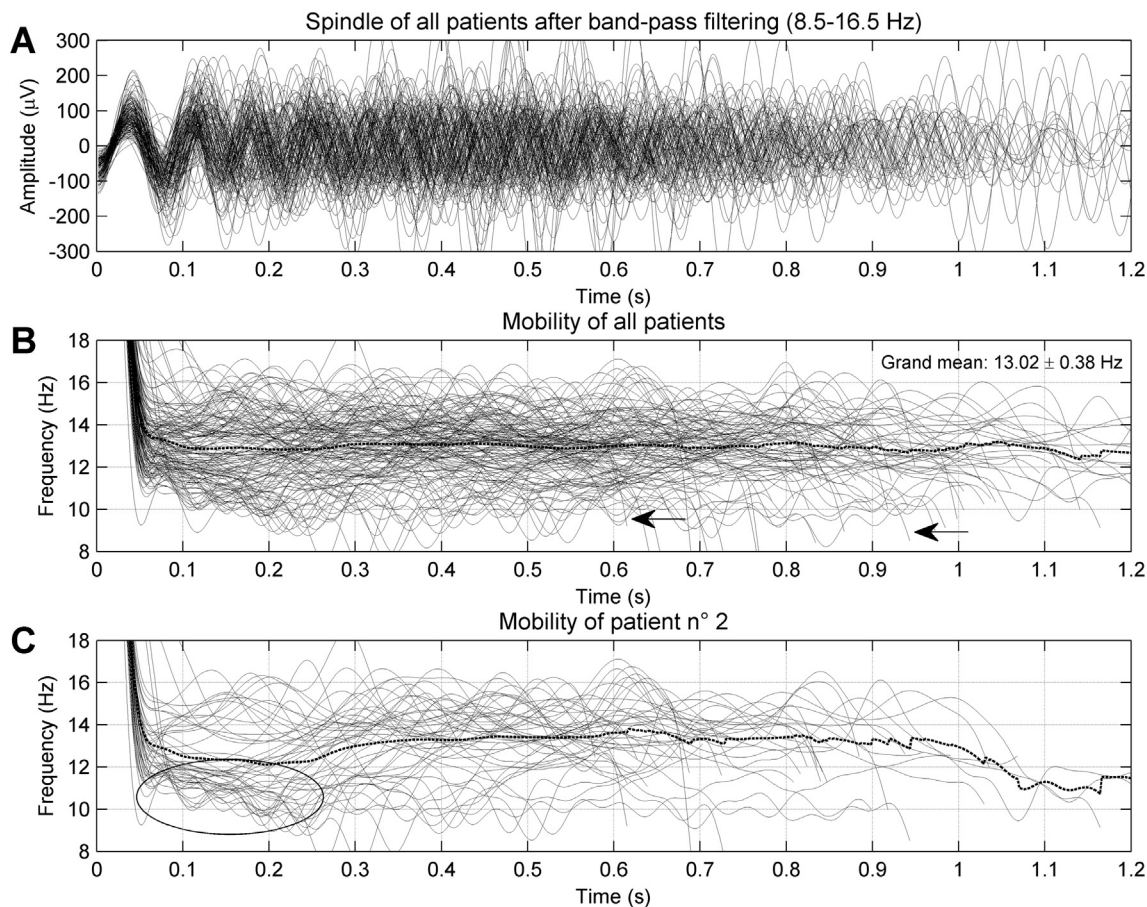 A
Spindle of all patients after band-pass filtering (8.5-16.5 Hz)
Amplitude (μV)
300
200
100
0
-100
-200
-300
0 0.1 0.2 0.3 0.4 0.5 0.6 0.7 0.8 0.9 1 1.1 1.2
Time (s)
B
Mobility of all patients
Grand mean: 13.02 ± 0.38 Hz
Frequency (Hz)
18
16
14
12
10
8
0 0.1 0.2 0.3 0.4 0.5 0.6 0.7 0.8 0.9 1 1.1 1.2
Time (s)
C
Mobility of patient n° 2
Frequency (Hz)
18
16
14
12
10
8
0 0.1 0.2 0.3 0.4 0.5 0.6 0.7 0.8 0.9 1 1.1 1.2
Time (s)